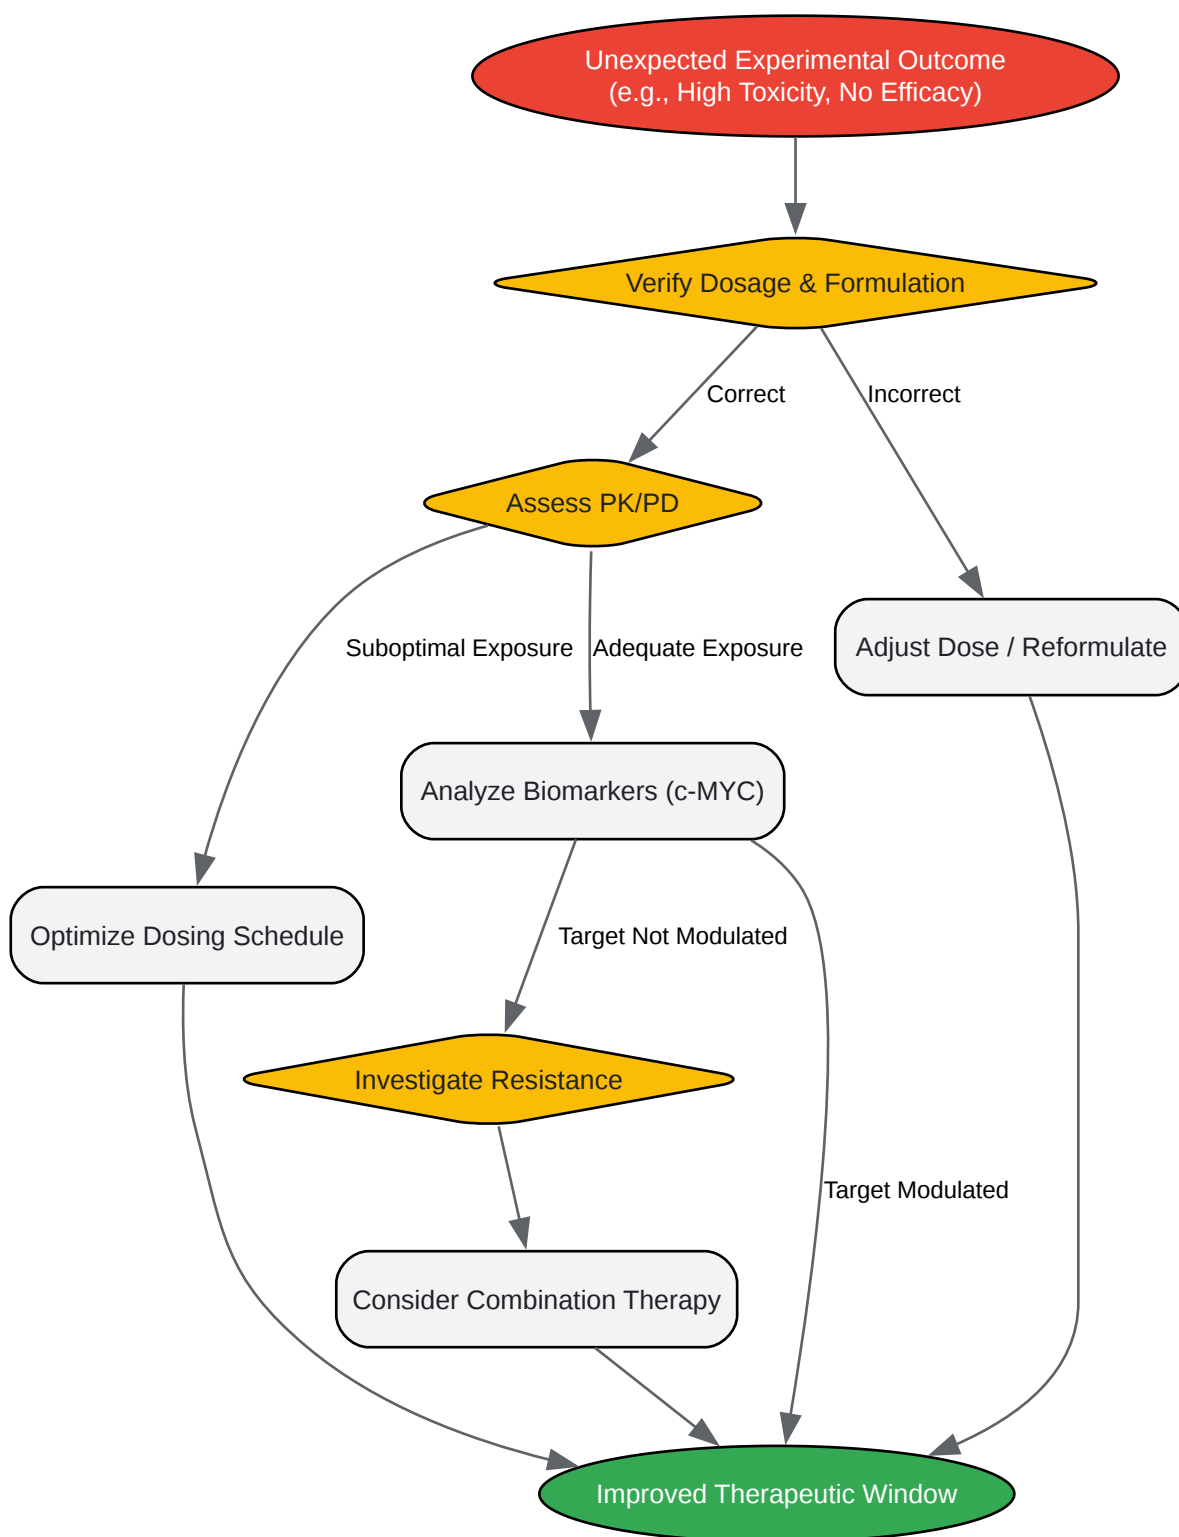 Unexpected Experimental Outcome
(e.g., High Toxicity, No Efficacy)
Verify Dosage & Formulation
Correct
Incorrect
Assess PK/PD
Suboptimal Exposure
Adequate Exposure
Adjust Dose / Reformulate
Analyze Biomarkers (c-MYC)
Optimize Dosing Schedule
Target Not Modulated
Investigate Resistance
Target Modulated
Consider Combination Therapy
Improved Therapeutic Window